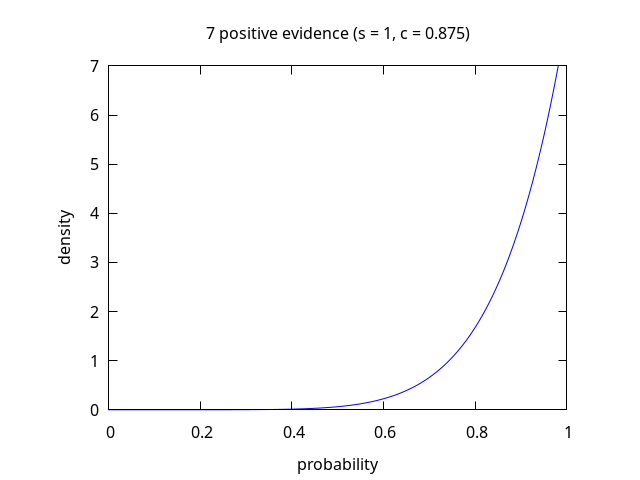 7 positive evidence (s = 1, c = 0.875)
7
6
5
4
3
2
1
0
density
0 0.2 0.4 0.6 0.8 1
probability